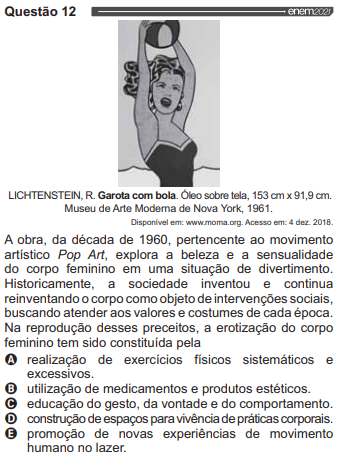 Questão 12
enem2021
LICHTENSTEIN, R. Garota com bola. Óleo sobre tela, 153 cm x 91,9 cm.
Museu de Arte Moderna de Nova York, 1961.
Disponível em: www.moma.org. Acesso em: 4 dez. 2018.
A obra, da década de 1960, pertencente ao movimento
artístico Pop Art, explora a beleza e a sensualidade
do corpo feminino em uma situação de divertimento.
Historicamente, a sociedade inventou e continua
reinventando o corpo como objeto de intervenções sociais,
buscando atender aos valores e costumes de cada época.
Na reprodução desses preceitos, a erotização do corpo
feminino tem sido constituída pela
A realização de exercícios físicos sistemáticos e
excessivos.
B utilização de medicamentos e produtos estéticos.
C educação do gesto, da vontade e do comportamento.
D construção de espaços para vivência de práticas corporais.
E promoção de novas experiências de movimento
humano no lazer.